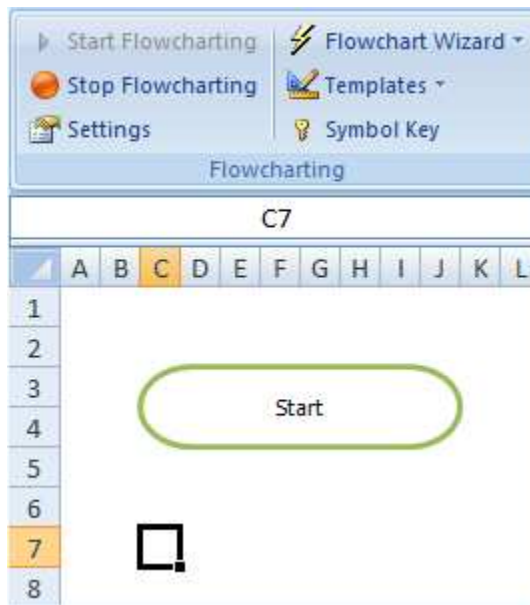 Start Flowcharting Flowchart Wizard
Stop Flowcharting Templates
Settings Symbol Key
Flowcharting
C7
A B C D E F G H I J K L
1
2
3
Start
4
5
6
7
8